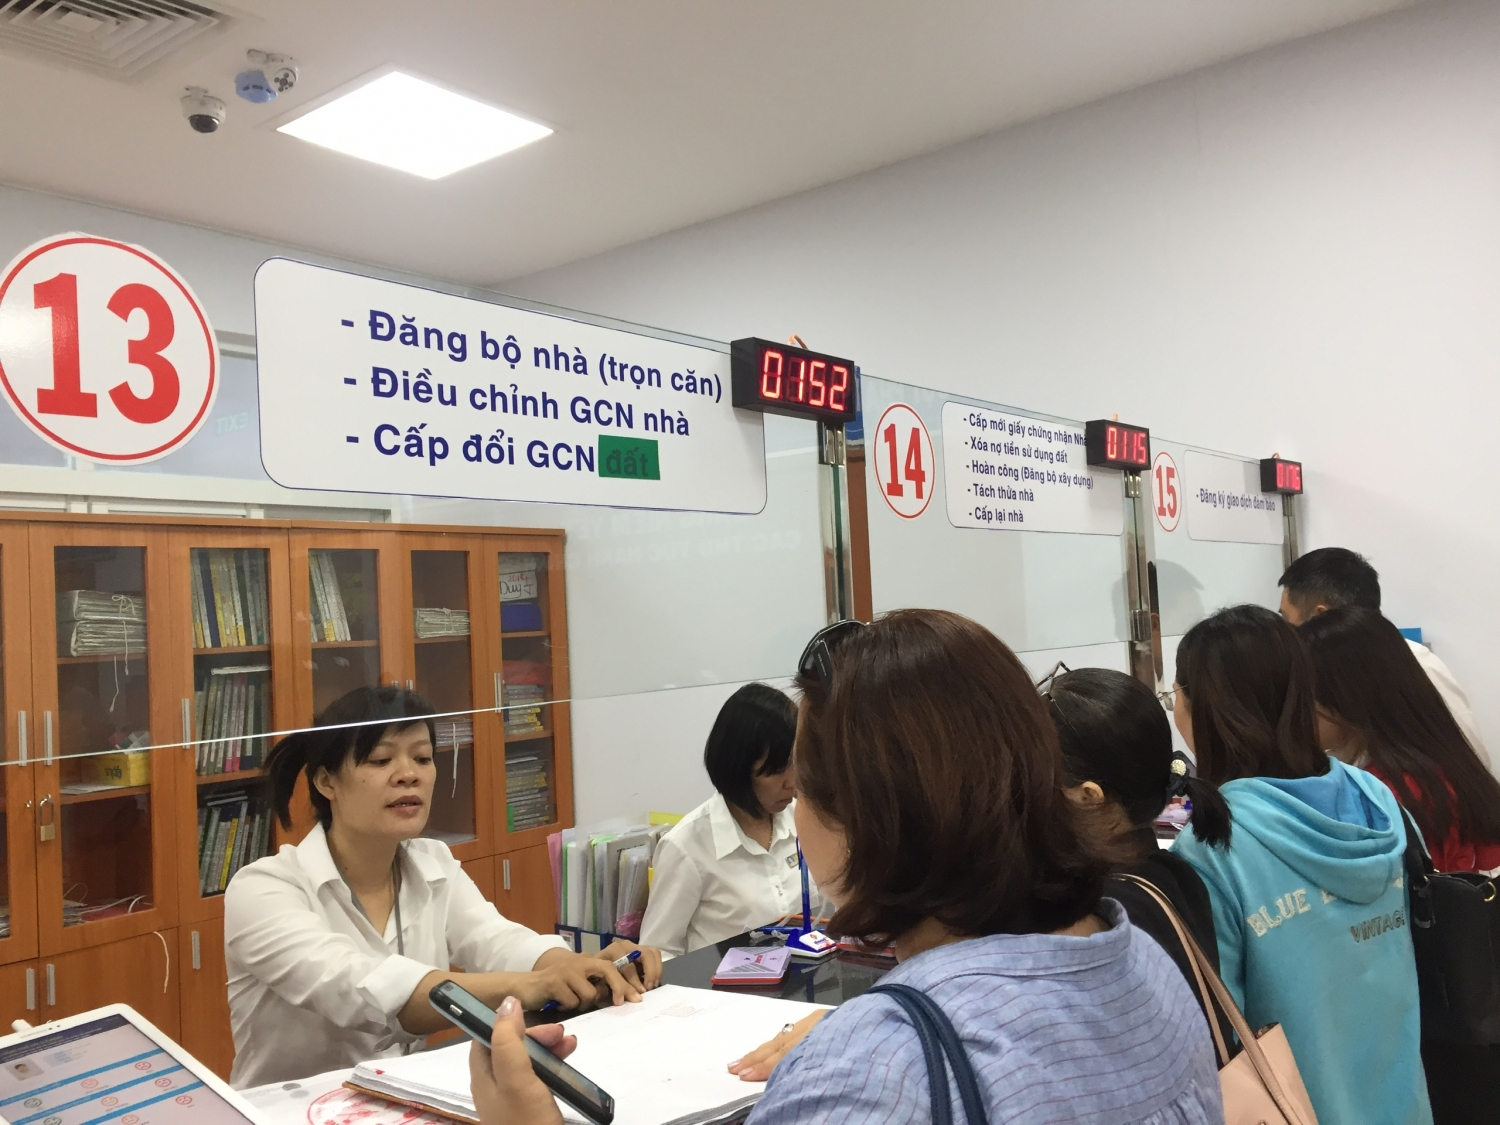 13
- Đăng bộ nhà (trọn căn)
- Điều chỉnh GCN nhà
- Cấp đổi GCN đất
0152
14
- Cấp mới giấy chứng nhận Nhà
- Xóa nợ tiền sử dụng đất
- Hoàn công (Đăng bộ xây dựng)
- Tách thửa nhà
- Cấp lại nhà
0115
15
- Đăng ký giao dịch đảm bảo
EXIT
Duy
BLUE
VINTAGE